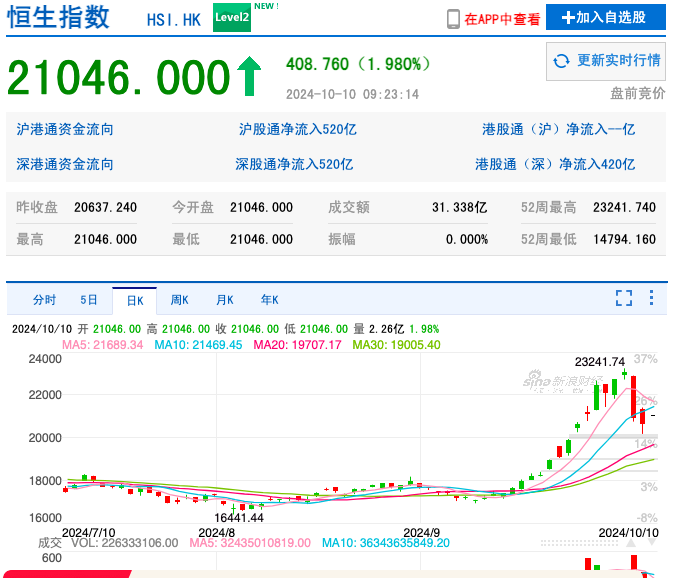 恒生指数 HSI.HK Level2 NEW ! 在APP中查看 加入自选股
21046.000 408.760（1.980%） 更新实时行情
2024-10-10 09:23:14 盘前竞价
沪港通资金流向 沪股通净流入520亿 港股通（沪）净流入--亿
深港通资金流向 深股通净流入520亿 港股通（深）净流入420亿
昨收盘 20637.240 今开盘 21046.000 成交额 31.338亿 52周最高 23241.740
最高 21046.000 最低 21046.000 振幅 0.000% 52周最低 14794.160
分时 5日 日K 周K 月K 年K
2024/10/10 开 21046.00 高 21046.00 收 21046.00 低 21046.00 量 2.26亿 1.98%
MA5: 21689.34 MA10: 21469.45 MA20: 19707.17 MA30: 19005.40
24000 23241.74 37%
sina 新浪财经
22000 26%
20000 14%
18000 3%
16000 16441.44 -8%
2024/7/10 2024/8 2024/9 2024/10/10
成交 VOL: 226333106.00 MA5: 32435010819.00 MA10: 36343635849.20
600